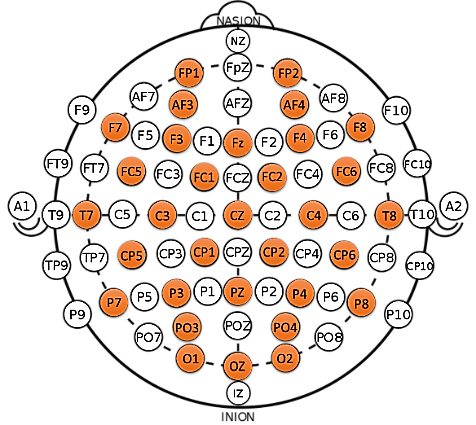 NASION
NZ
FP1 FpZ FP2
AF7 AF3 AFZ AF4 AF8
F9 F10
F7 F5 F3 F1 Fz F2 F4 F6 F8
FT9 FT7 FC5 FC3 FC1 FCZ FC2 FC4 FC6 FC8 FC10
A1 T9 T7 C5 C3 C1 CZ C2 C4 C6 T8 T10 A2
TP9 TP7 CP5 CP3 CP1 CPZ CP2 CP4 CP6 CP8 CP10
P7 P5 P3 P1 PZ P2 P4 P6 P8
P9 P10
PO7 PO3 POZ PO4 PO8
O1 OZ O2
IZ
INION